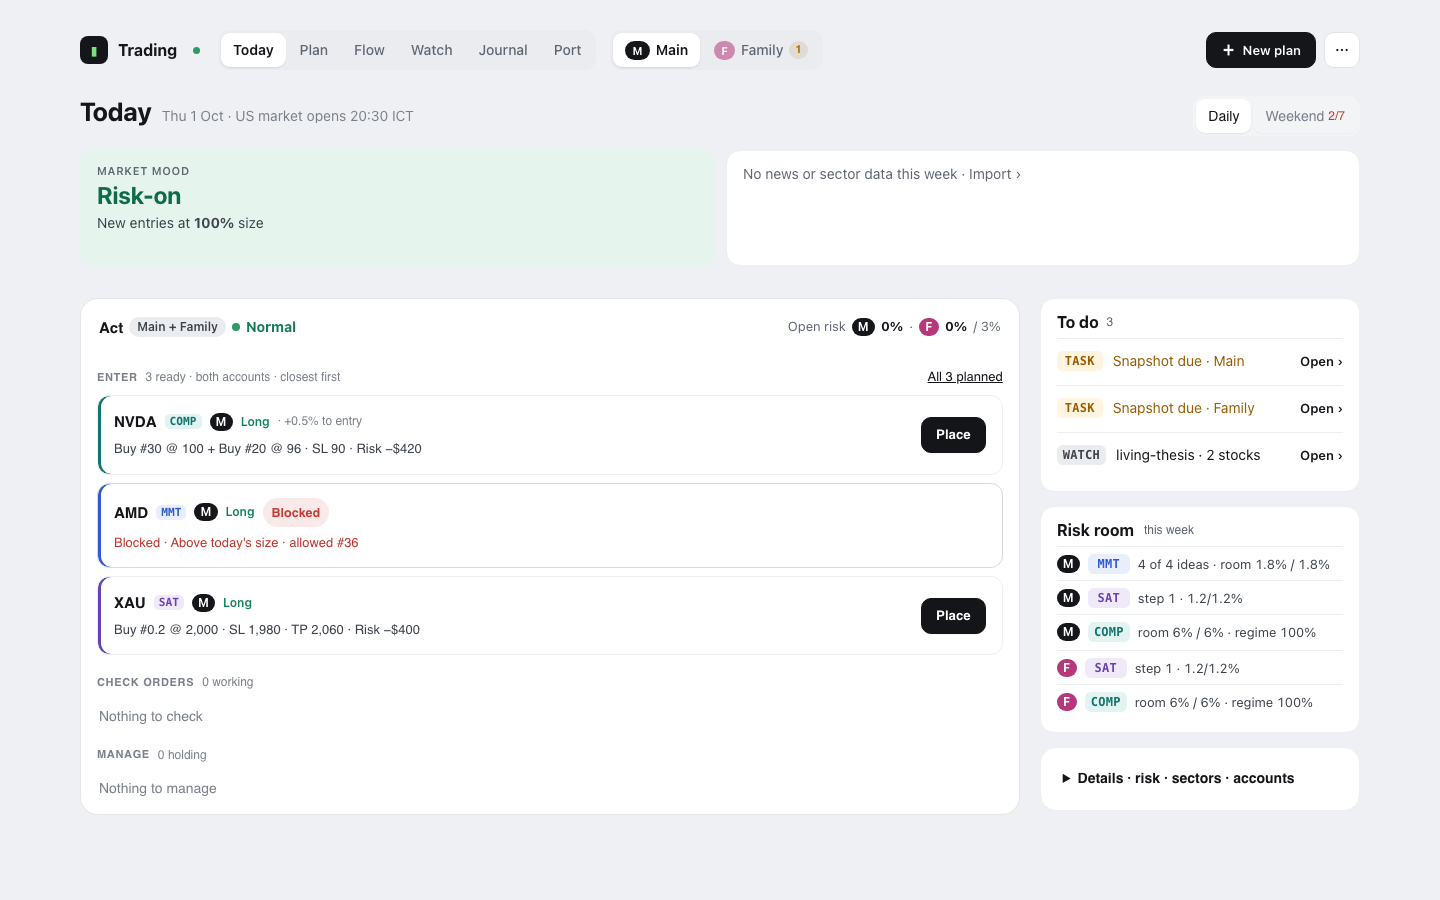 Trading Today Plan Flow Watch Journal Port M Main F Family 1 + New plan ...
Today Thu 1 Oct · US market opens 20:30 ICT Daily Weekend 2/7
MARKET MOOD
Risk-on
New entries at 100% size
No news or sector data this week · Import ›
Act Main + Family Normal Open risk M 0% · F 0% / 3%
ENTER 3 ready · both accounts · closest first All 3 planned
NVDA COMP M Long · +0.5% to entry
Buy #30 @ 100 + Buy #20 @ 96 · SL 90 · Risk −$420
Place
AMD MMT M Long Blocked
Blocked · Above today's size · allowed #36
XAU SAT M Long
Buy #0.2 @ 2,000 · SL 1,980 · TP 2,060 · Risk −$400
Place
CHECK ORDERS 0 working
Nothing to check
MANAGE 0 holding
Nothing to manage
To do 3
TASK Snapshot due · Main Open ›
TASK Snapshot due · Family Open ›
WATCH living-thesis · 2 stocks Open ›
Risk room this week
M MMT 4 of 4 ideas · room 1.8% / 1.8%
M SAT step 1 · 1.2/1.2%
M COMP room 6% / 6% · regime 100%
F SAT step 1 · 1.2/1.2%
F COMP room 6% / 6% · regime 100%
Details · risk · sectors · accounts